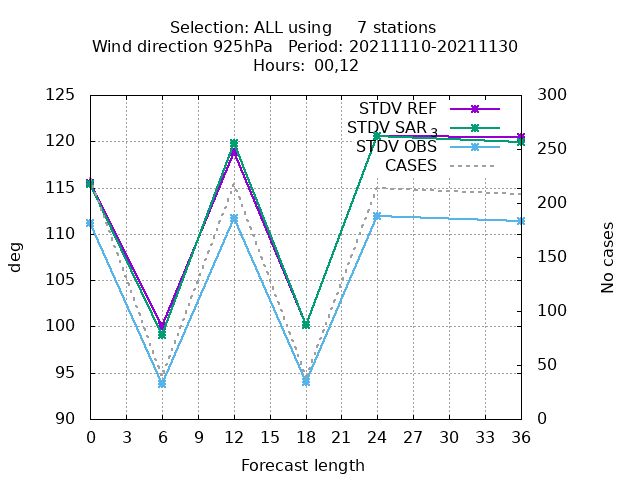 Selection: ALL using 7 stations
Wind direction 925hPa Period: 20211110-20211130
Hours: 00,12
STDV REF
STDV SAR 3
STDV OBS
CASES
125
120
115
110
105
100
95
90
300
250
200
150
100
50
0
deg
No cases
0 3 6 9 12 15 18 21 24 27 30 33 36
Forecast length